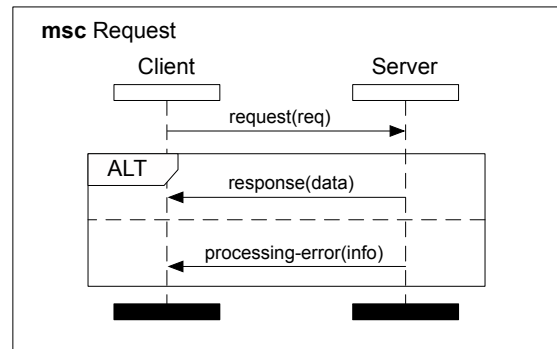 msc Request
Client Server
request(req)
ALT
response(data)
processing-error(info)